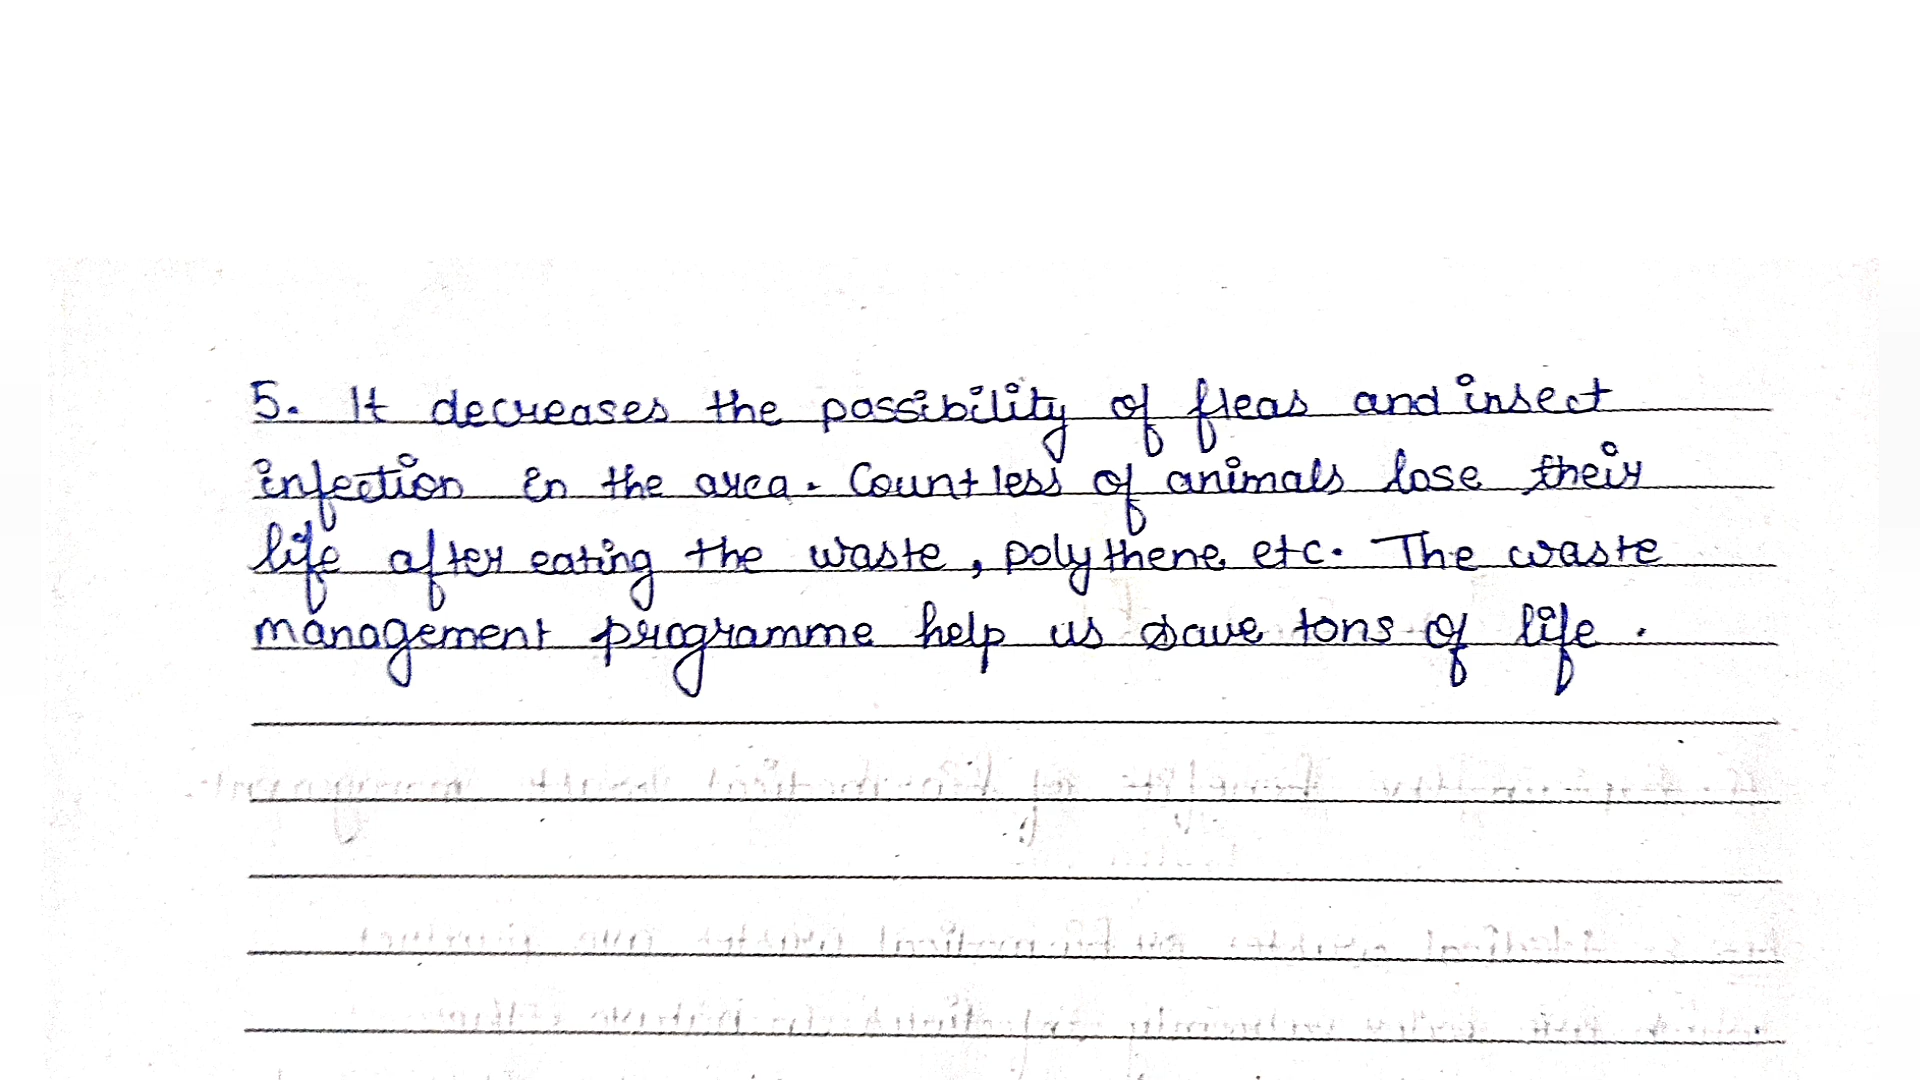 5. It decreases the possibility of fleas and insect
infection in the area. Countless of animals lose their
life after eating the waste, polythene etc. The waste
management programme help us save tons of life.